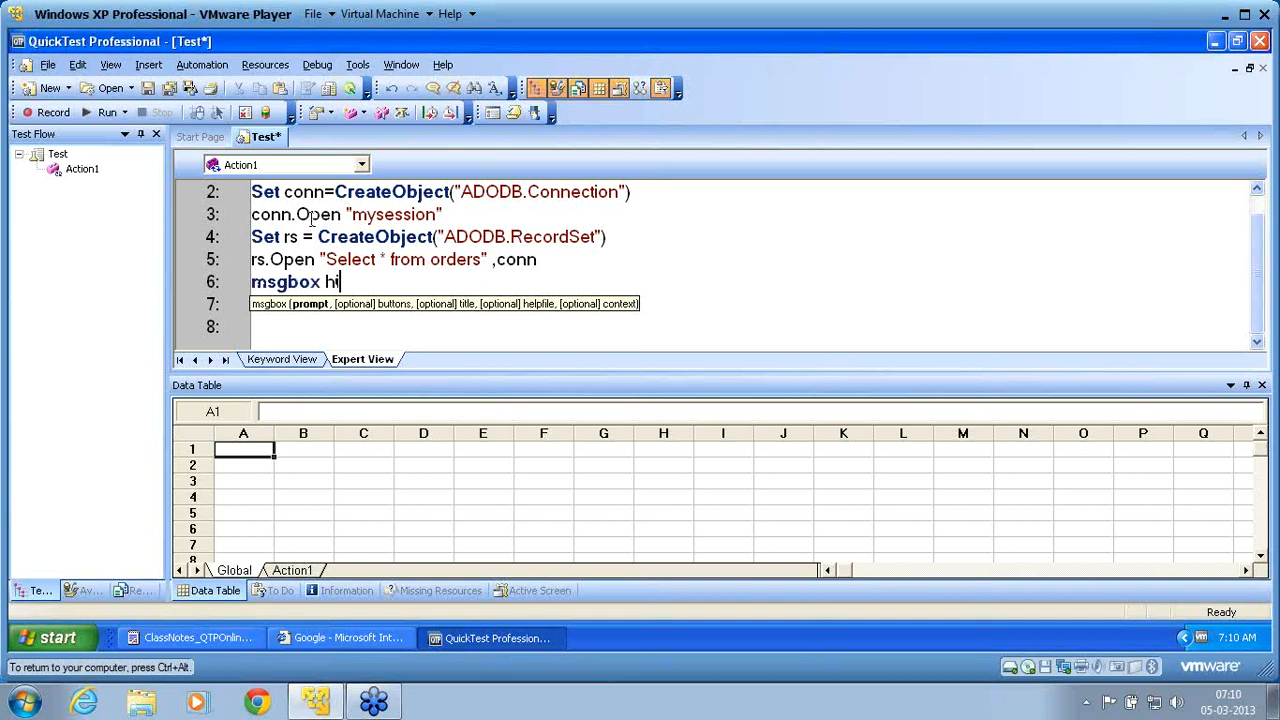 Windows XP Professional - VMware Player File Virtual Machine Help
QuickTest Professional - [Test*]
File Edit View Insert Automation Resources Debug Tools Window Help
New Open
Record Run Stop
Test Flow
Start Page Test*
Test
Action1
Action1
2: Set conn=CreateObject("ADODB.Connection")
3: conn.Open "mysession"
4: Set rs = CreateObject("ADODB.RecordSet")
5: rs.Open "Select * from orders" ,conn
6: msgbox hi
7: msgbox (prompt, [optional] buttons, [optional] title, [optional] helpfile, [optional] context)
8:
Keyword View Expert View
Data Table
A1
A B C D E F G H I J K L M N O P Q
1
2
3
4
5
6
7
8
Global Action1
Te... Av... Re... Data Table To Do Information Missing Resources Active Screen
Ready
start ClassNotes_QTPOnlin... Google - Microsoft Int... QuickTest Profession... 7:10 AM
To return to your computer, press Ctrl+Alt. vmware
07:10
05-03-2013